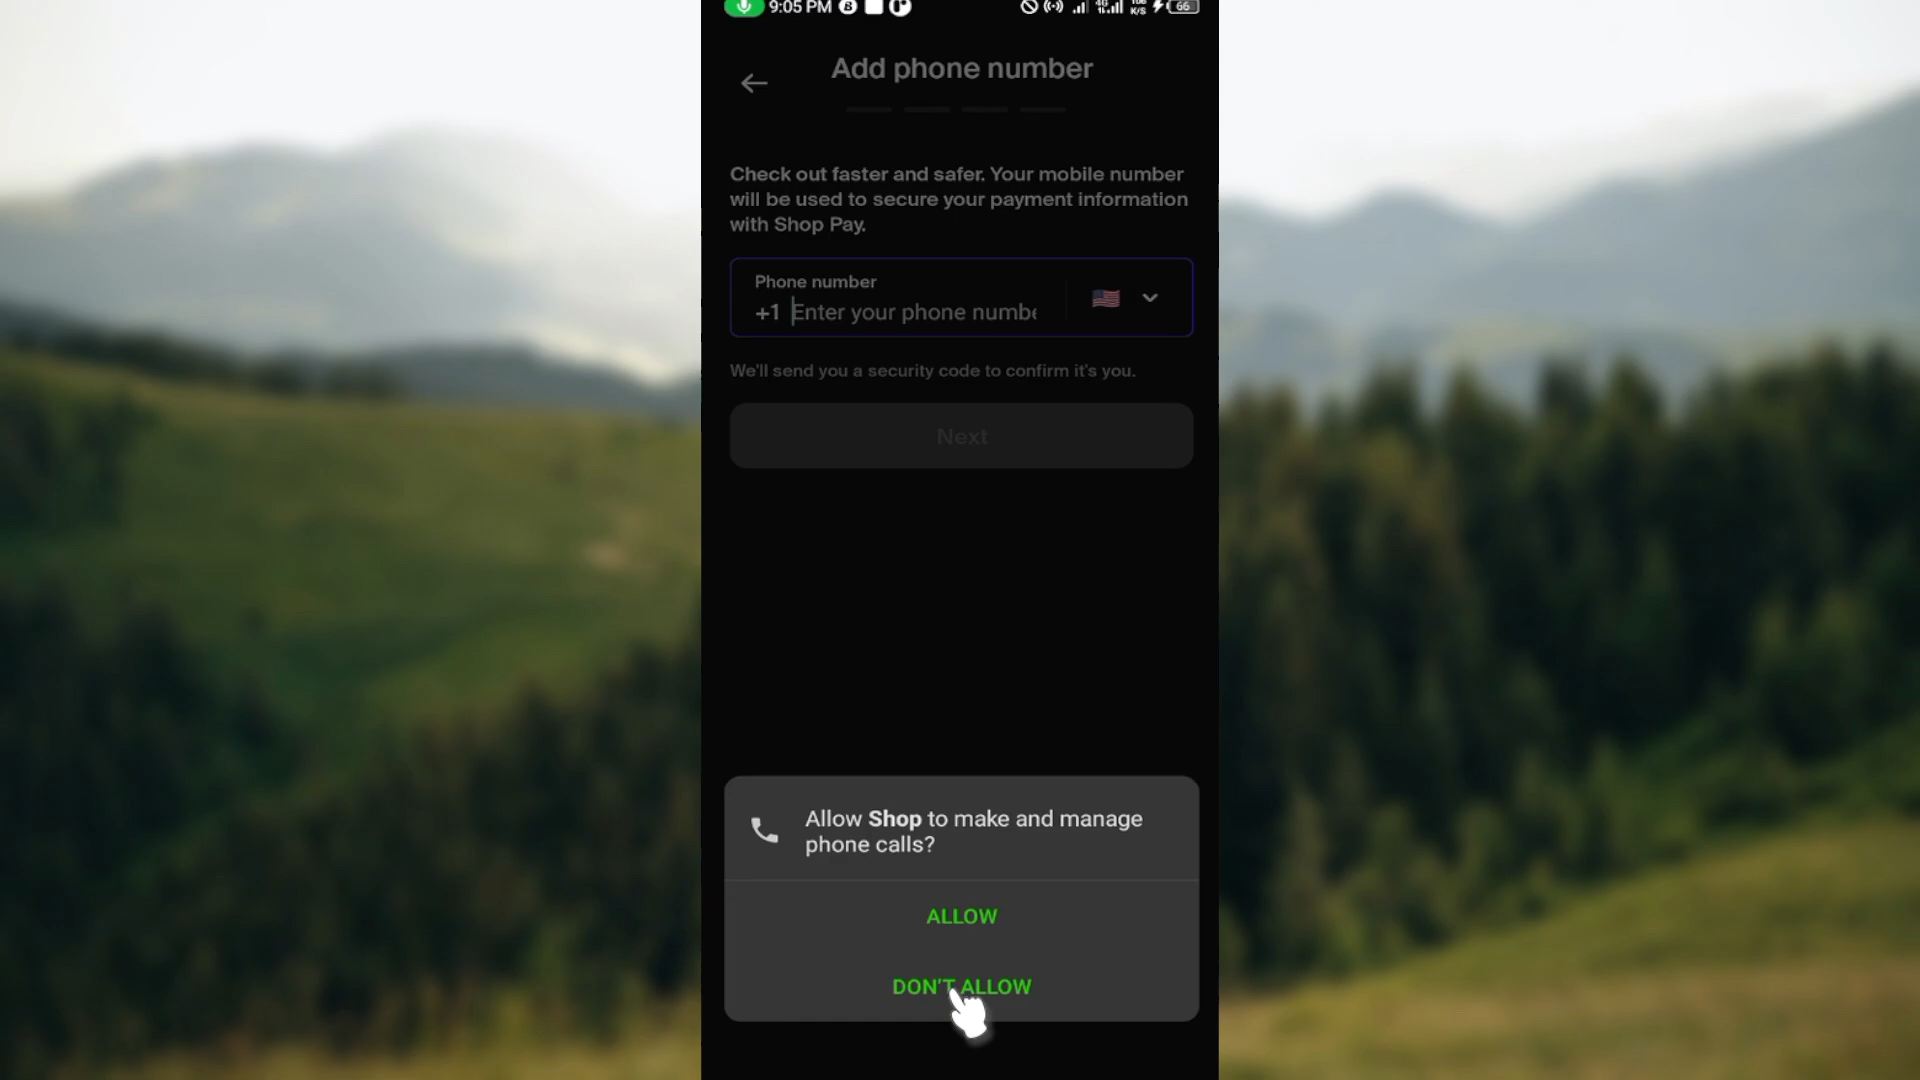 9:05 PM
4G
K/S
66
Add phone number
Check out faster and safer. Your mobile number
will be used to secure your payment information
with Shop Pay.
Phone number
+1 Enter your phone numbe
We'll send you a security code to confirm it's you.
Next
Allow Shop to make and manage
phone calls?
ALLOW
DON'T ALLOW